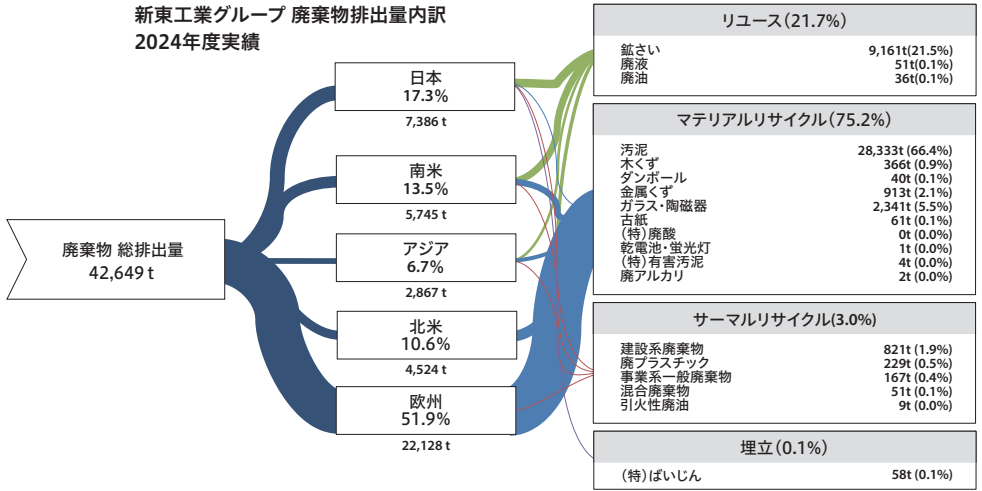 新東工業グループ 廃棄物排出量内訳
2024年度実績
廃棄物 総排出量
42,649 t
日本
17.3%
7,386 t
南米
13.5%
5,745 t
アジア
6.7%
2,867 t
北米
10.6%
4,524 t
欧州
51.9%
22,128 t
リユース(21.7%)
鉱さい 9,161t(21.5%)
廃液 51t(0.1%)
廃油 36t(0.1%)
マテリアルリサイクル(75.2%)
汚泥 28,333t (66.4%)
木くず 366t (0.9%)
ダンボール 40t (0.1%)
金属くず 913t (2.1%)
ガラス・陶磁器 2,341t (5.5%)
古紙 61t (0.1%)
(特)廃酸 0t (0.0%)
乾電池・蛍光灯 1t (0.0%)
(特)有害汚泥 4t (0.0%)
廃アルカリ 2t (0.0%)
サーマルリサイクル(3.0%)
建設系廃棄物 821t (1.9%)
廃プラスチック 229t (0.5%)
事業系一般廃棄物 167t (0.4%)
混合廃棄物 51t (0.1%)
引火性廃油 9t (0.0%)
埋立(0.1%)
(特)ばいじん 58t (0.1%)